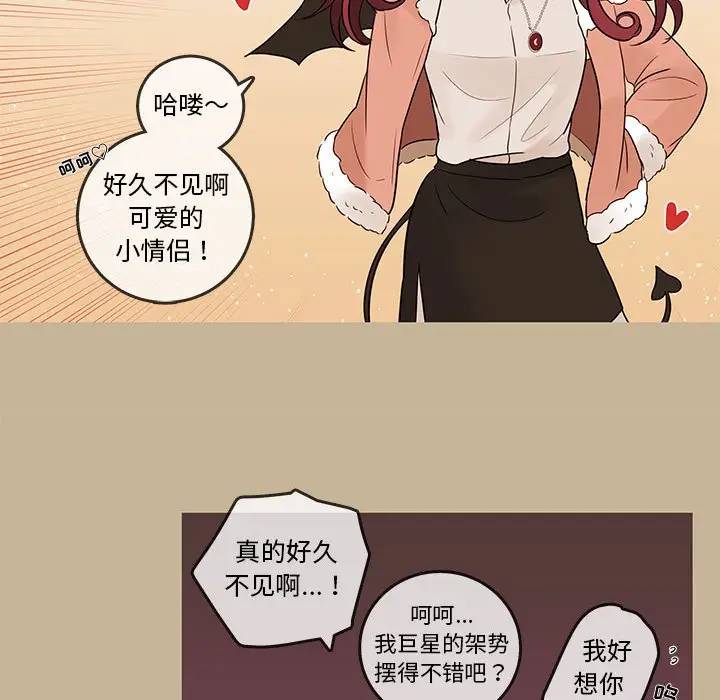 哈喽～
呵呵♡
好久不见啊
可爱的
小情侣！
真的好久
不见啊...！
呵呵...
我巨星的架势
摆得不错吧？
我好
想你